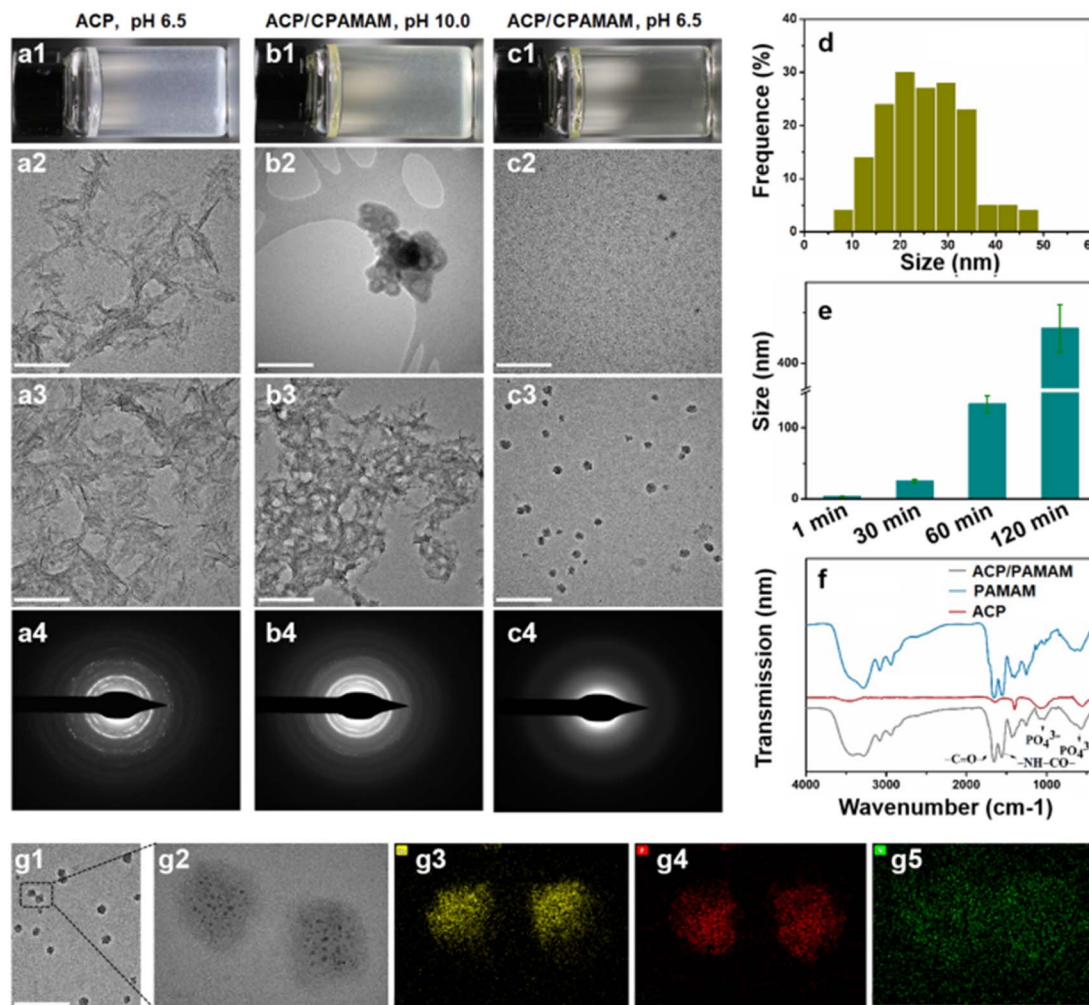 ACP, pH 6.5
ACP/CPAMAM, pH 10.0
ACP/CPAMAM, pH 6.5
a1
b1
c1
a2
b2
c2
a3
b3
c3
a4
b4
c4
d
Frequence (%)
40
30
20
10
0
0 10 20 30 40 50 60
Size (nm)
e
Size (nm)
400
100
0
1 min
30 min
60 min
120 min
f
ACP/PAMAM
PAMAM
ACP
Transmission (nm)
PO₄³⁻
PO₄³
–C=O–
–NH–CO–
4000 3000 2000 1000
Wavenumber (cm-1)
g1
g2
g3
g4
g5